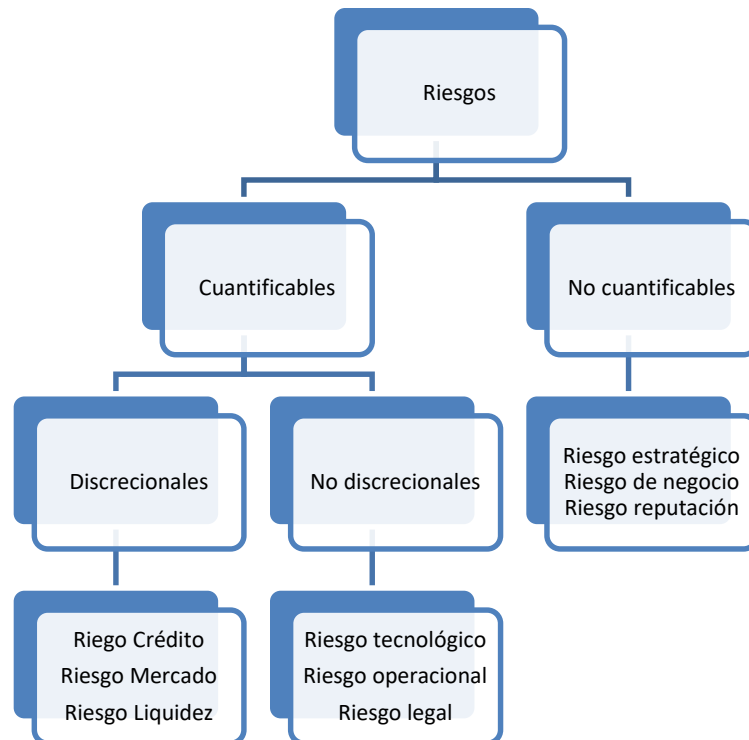 Riesgos
Cuantificables
No cuantificables
Discrecionales
No discrecionales
Riesgo estratégico
Riesgo de negocio
Riesgo reputación
Riego Crédito
Riesgo Mercado
Riesgo Liquidez
Riesgo tecnológico
Riesgo operacional
Riesgo legal